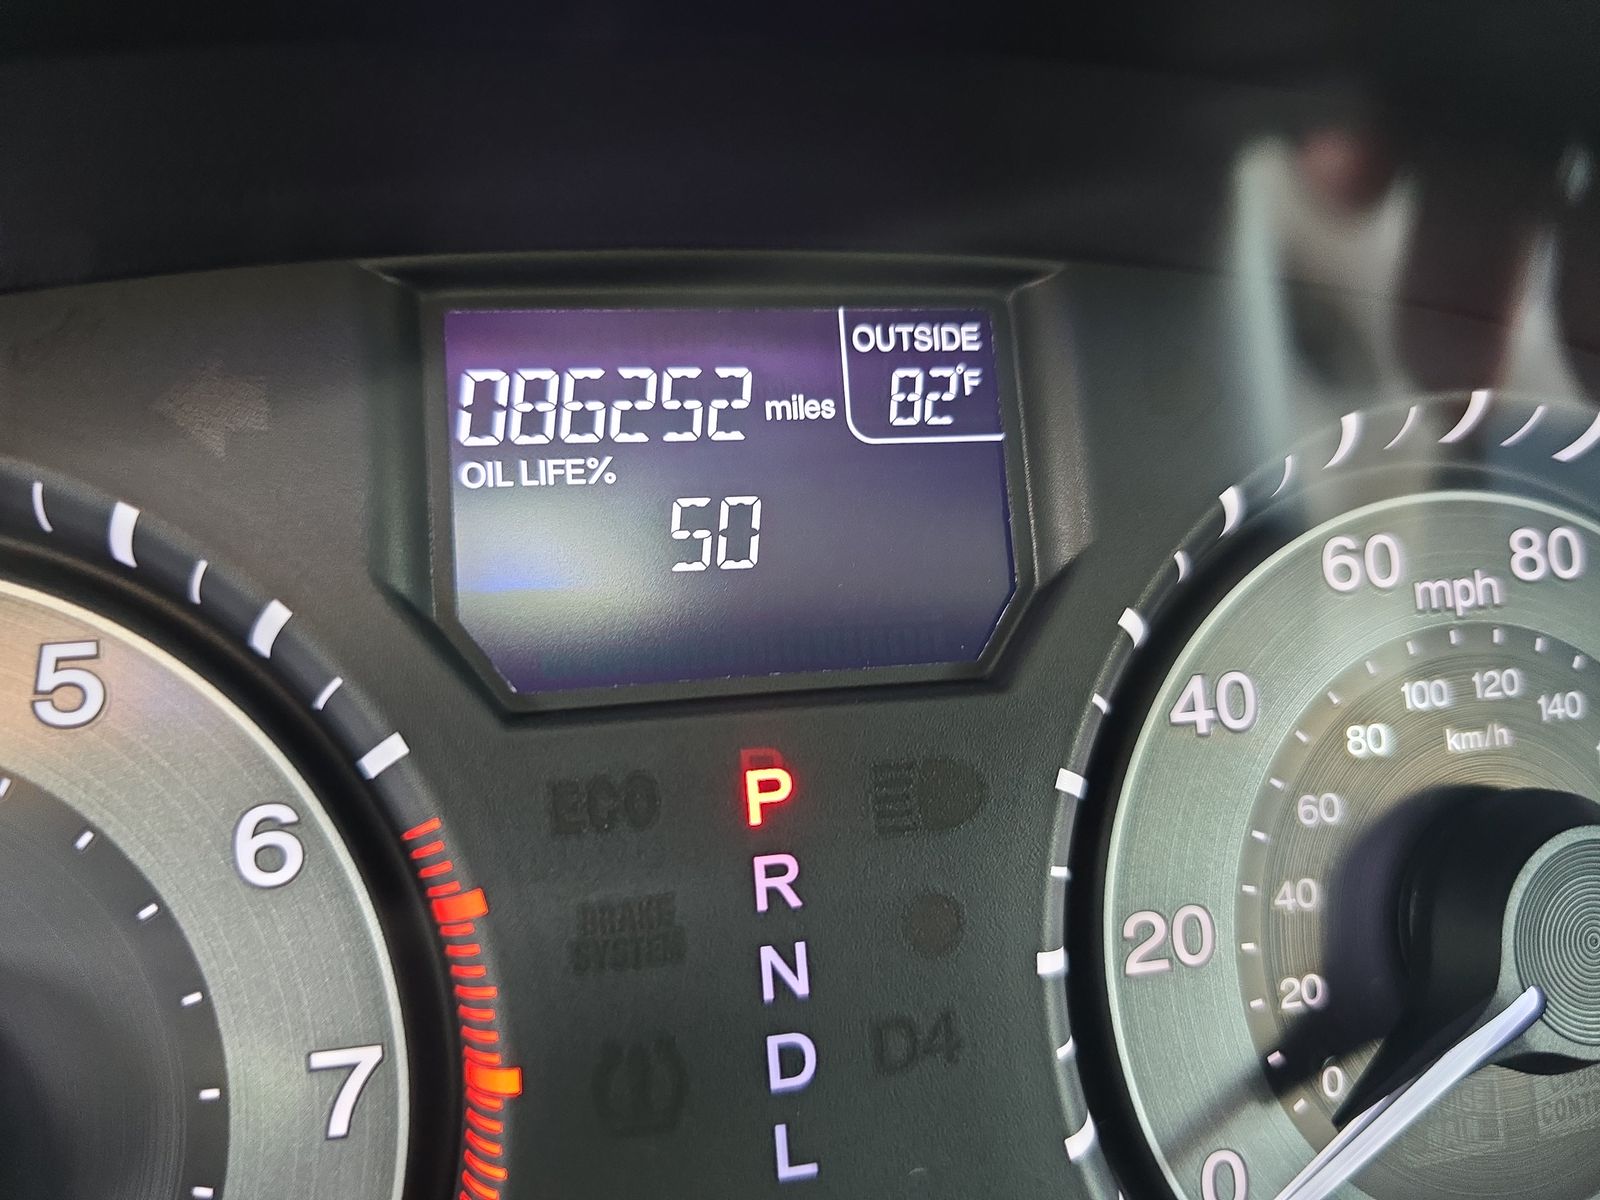 OUTSIDE
086252 miles 82°F
OIL LIFE%
50
60 mph 80
5
40
100 120 140
80 km/h
P
ECO
60
6
R
BRAKE
SYSTEM
40
20
N
20
D4
7
D
0
L
0